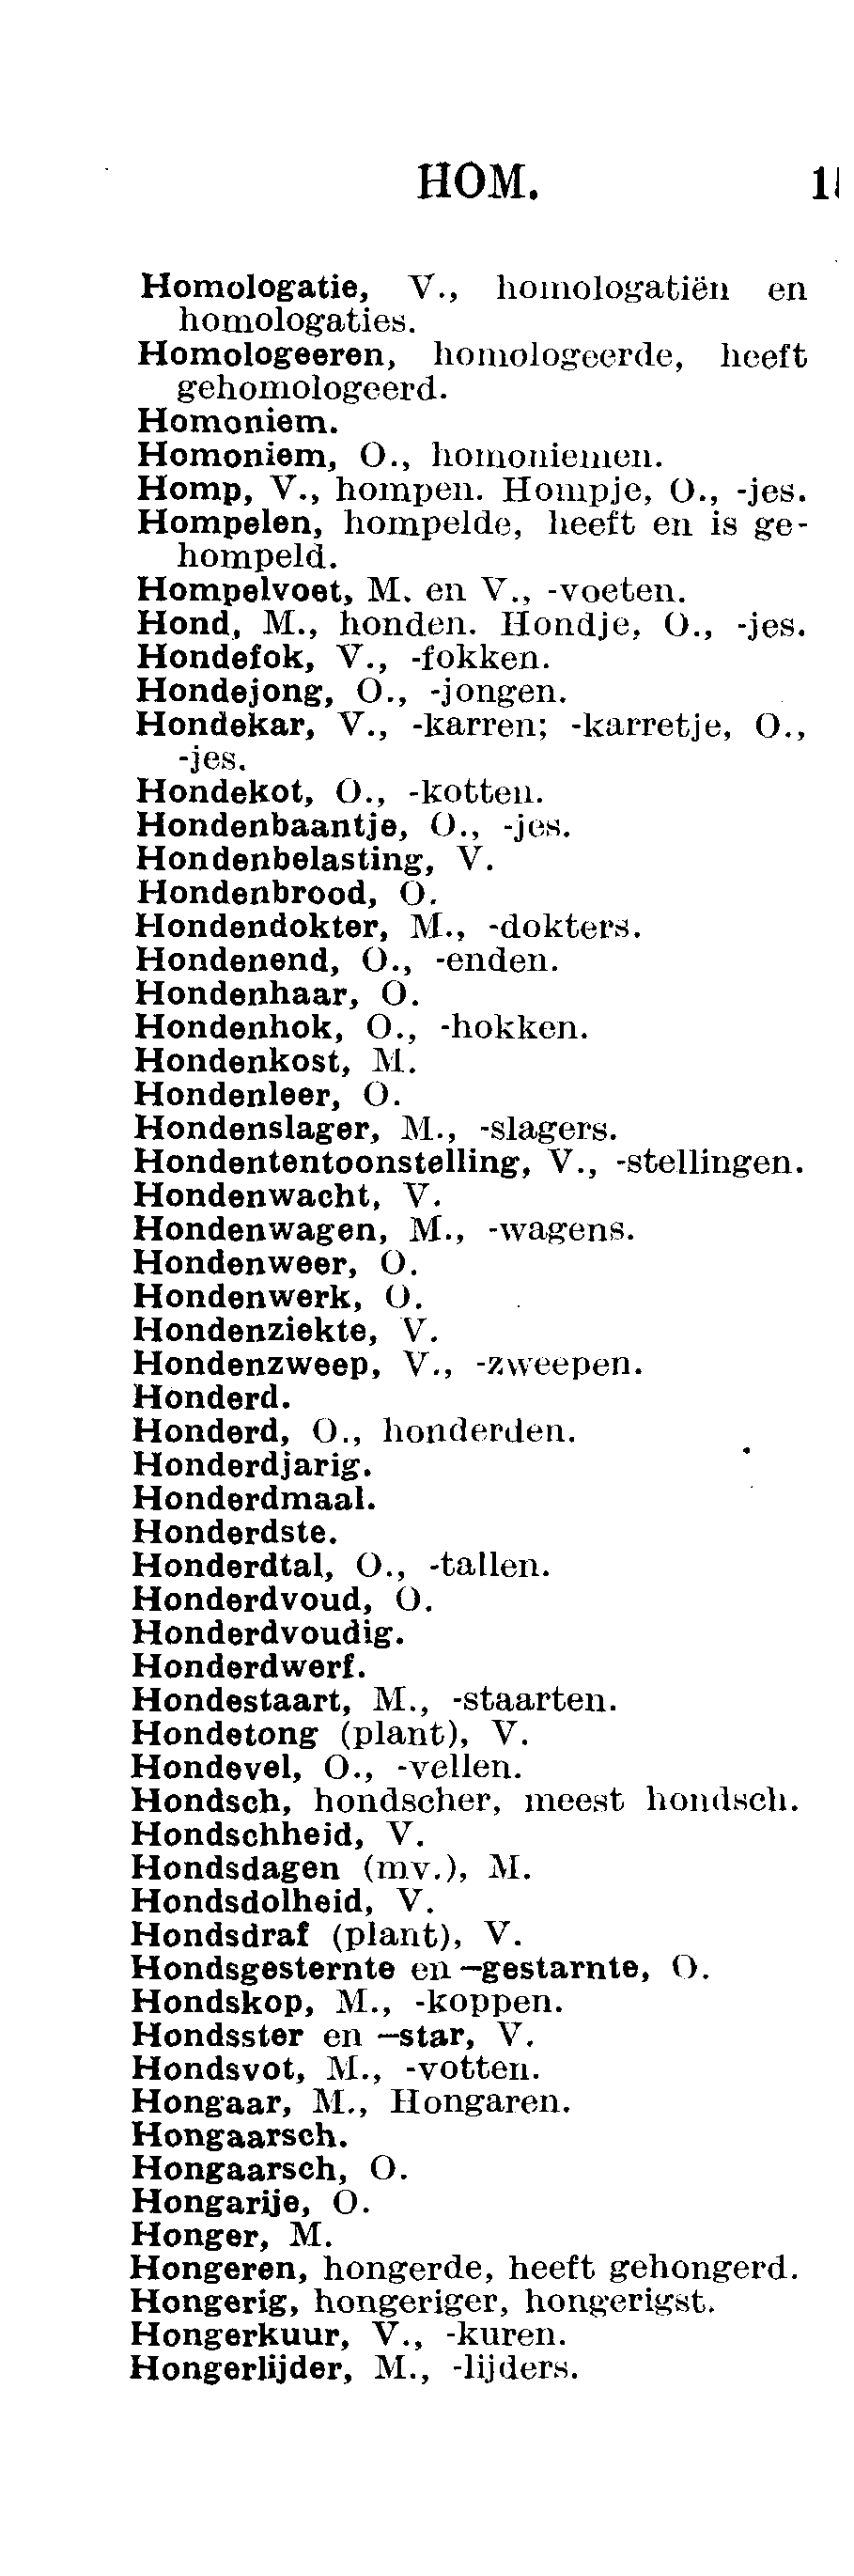 HOM.
Homologatie, V., homologatiën en
homologaties.
Homologeeren, homologeerde, heeft
gehomologeerd.
Homoniem.
Homoniem, O., homoniemen.
Homp, V., hompen. Hompje, O., -jes.
Hompelen, hompelde, heeft en is ge-
hompeld.
Hompelvoet, M. en V., -voeten.
Hond, M., honden. Hondje, O., -jes.
Hondefok, V., -fokken.
Hondejong, O., -jongen.
Hondekar, V., -karren; -karretje, O.,
-jes.
Hondekot, O., -kotten.
Hondenbaantje, O., -jes.
Hondenbelasting, V.
Hondenbrood, O.
Hondendokter, M., -dokters.
Hondenend, O., -enden.
Hondenhaar, O.
Hondenhok, O., -hokken.
Hondenkost, M.
Hondenleer, O.
Hondenslager, M., -slagers.
Hondententoonstelling, V., -stellingen.
Hondenwacht, V.
Hondenwagen, M., -wagens.
Hondenweer, O.
Hondenwerk, O.
Hondenziekte, V.
Hondenzweep, V., -zweepen.
Honderd.
Honderd, O., honderden.
Honderdjarig.
Honderdmaal.
Honderdste.
Honderdtal, O., -tallen.
Honderdvoud, O.
Honderdvoudig.
Honderdwerf.
Hondestaart, M., -staarten.
Hondetong (plant), V.
Hondevel, O., -vellen.
Hondsch, hondscher, meest hondsch.
Hondschheid, V.
Hondsdagen (mv.), M.
Hondsdolheid, V.
Hondsdraf (plant), V.
Hondsgesternte en —gestarnte, O.
Hondskop, M., -koppen.
Hondsster en —star, V.
Hondsvot, M., -votten.
Hongaar, M., Hongaren.
Hongaarsch.
Hongaarsch, O.
Hongarije, O.
Honger, M.
Hongeren, hongerde, heeft gehongerd.
Hongerig, hongeriger, hongerigst.
Hongerkuur, V., -kuren.
Hongerlijder, M., -lijders.